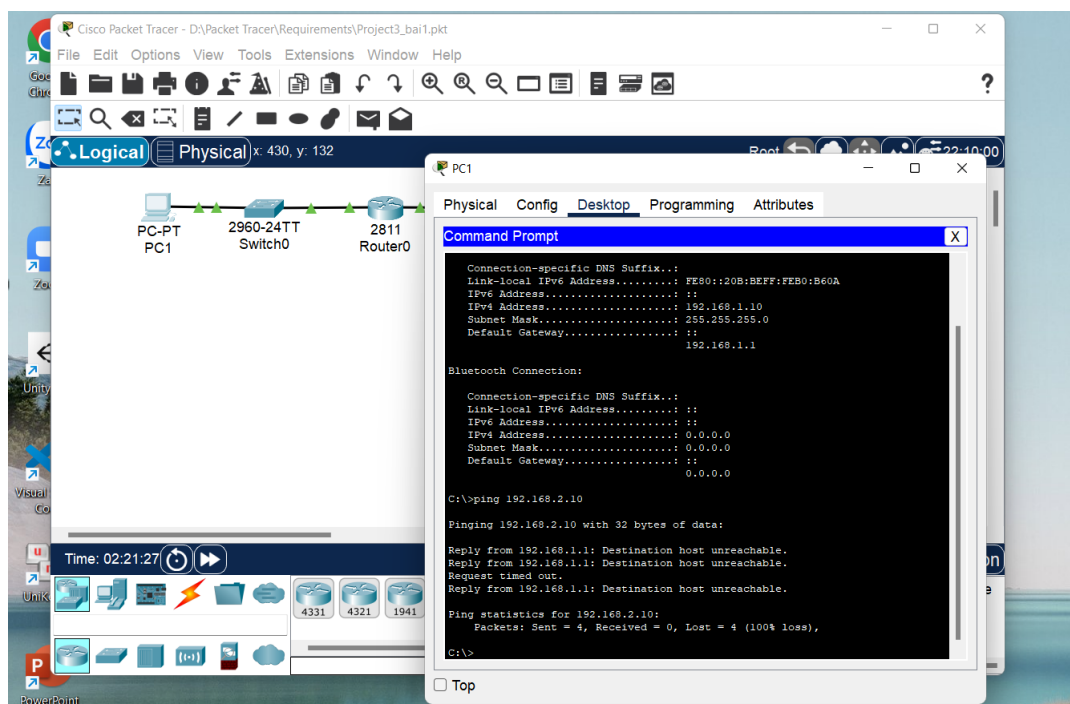 Cisco Packet Tracer - D:\Packet Tracer\Requirements\Project3_bai1.pkt
File Edit Options View Tools Extensions Window Help
Logical Physical x: 430, y: 132
Root 22:10:00
PC-PT
PC1
2960-24TT
Switch0
2811
Router0
PC1
Physical Config Desktop Programming Attributes
Command Prompt X
Connection-specific DNS Suffix..:
Link-local IPv6 Address.........: FE80::20B:BEFF:FEB0:B60A
IPv6 Address....................: ::
IPv4 Address....................: 192.168.1.10
Subnet Mask.....................: 255.255.255.0
Default Gateway.................: ::
192.168.1.1
Bluetooth Connection:
Connection-specific DNS Suffix..:
Link-local IPv6 Address.........: ::
IPv6 Address....................: ::
IPv4 Address....................: 0.0.0.0
Subnet Mask.....................: 0.0.0.0
Default Gateway.................: ::
0.0.0.0
C:\>ping 192.168.2.10
Pinging 192.168.2.10 with 32 bytes of data:
Reply from 192.168.1.1: Destination host unreachable.
Reply from 192.168.1.1: Destination host unreachable.
Request timed out.
Reply from 192.168.1.1: Destination host unreachable.
Ping statistics for 192.168.2.10:
Packets: Sent = 4, Received = 0, Lost = 4 (100% loss),
C:\>
Top
Time: 02:21:27
4331 4321 1941
Unity
Visual
PowerPoint